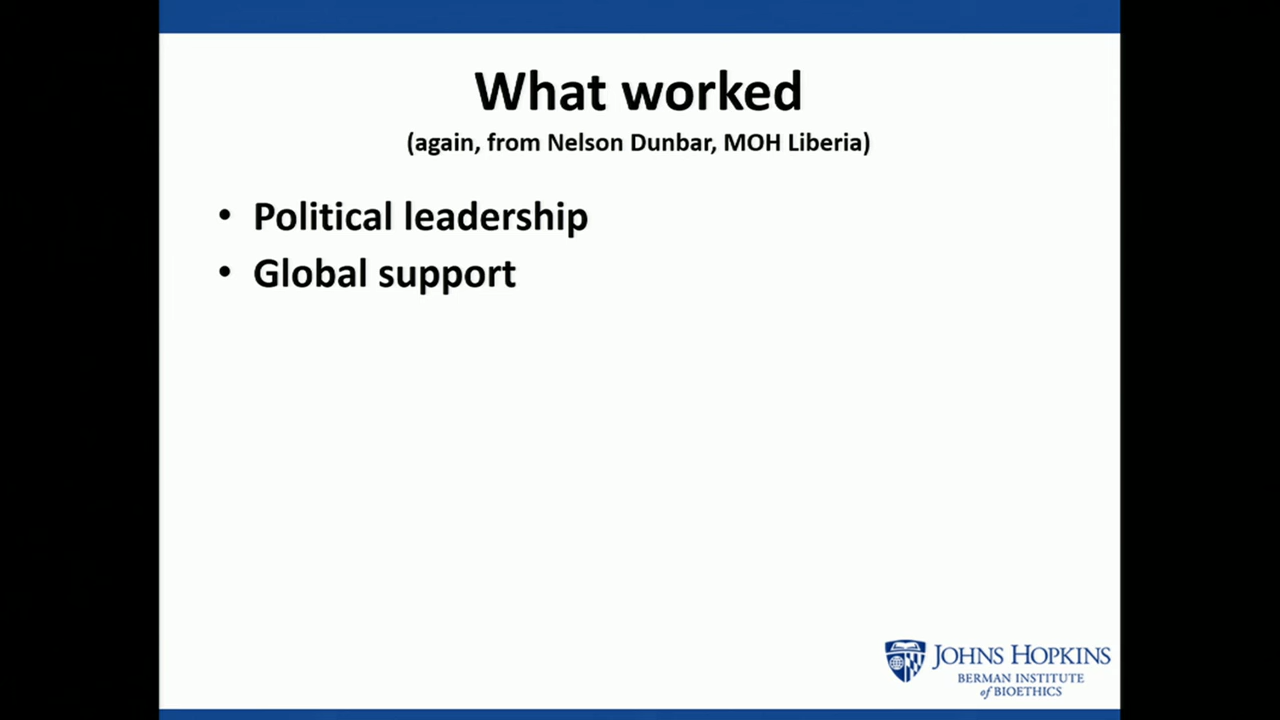 What worked
(again, from Nelson Dunbar, MOH Liberia)
• Political leadership
• Global support
JOHNS HOPKINS
BERMAN INSTITUTE
of BIOETHICS